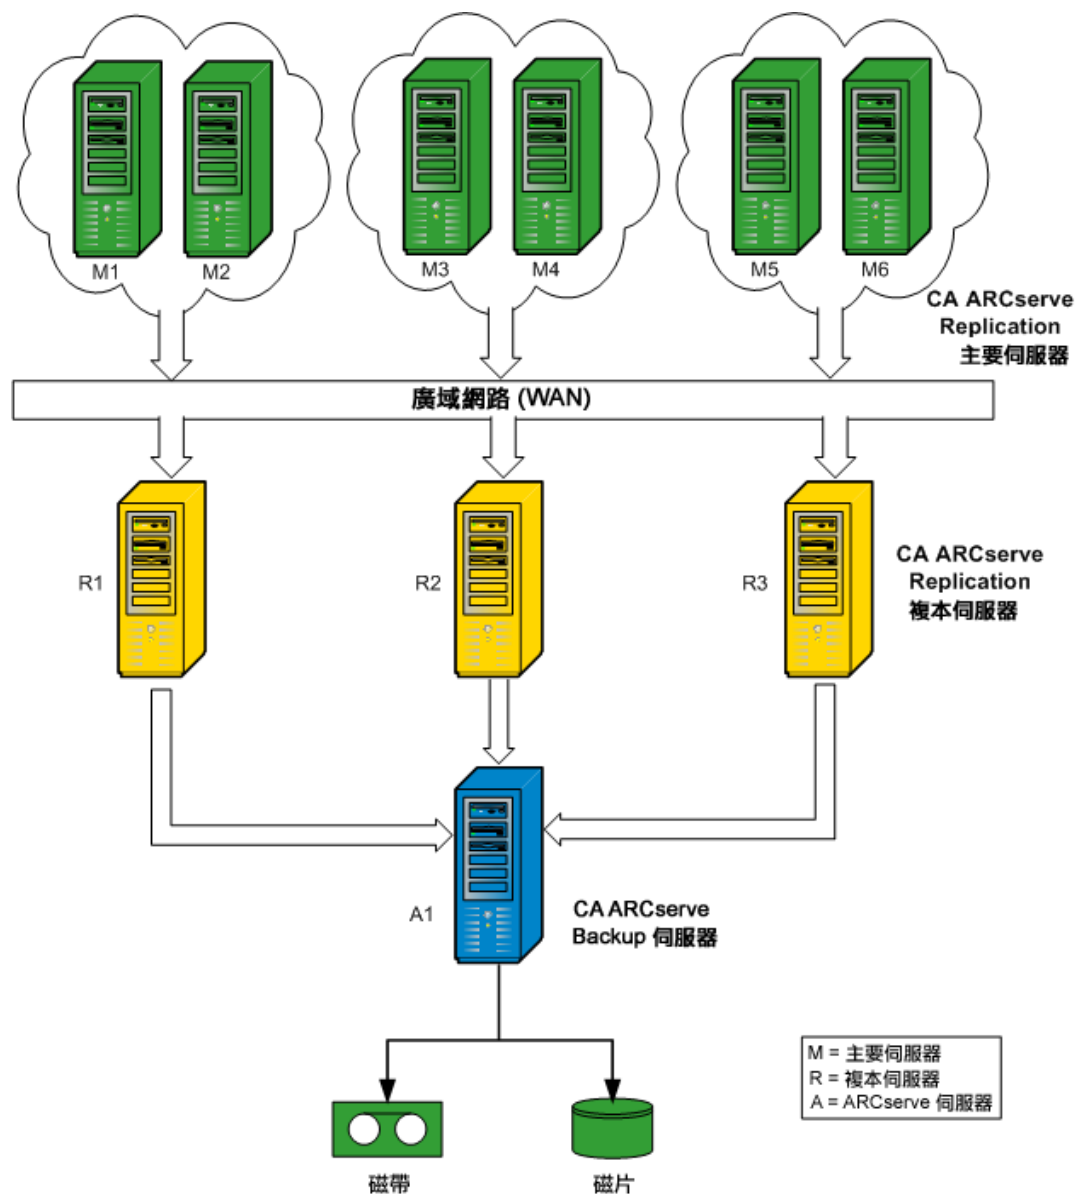 M1
M2
M3
M4
M5
M6
CA ARCserve
Replication
主要伺服器
廣域網路 (WAN)
R1
R2
R3
CA ARCserve
Replication
複本伺服器
A1
CA ARCserve
Backup 伺服器
M = 主要伺服器
R = 複本伺服器
A = ARCserve 伺服器
磁帶
磁片